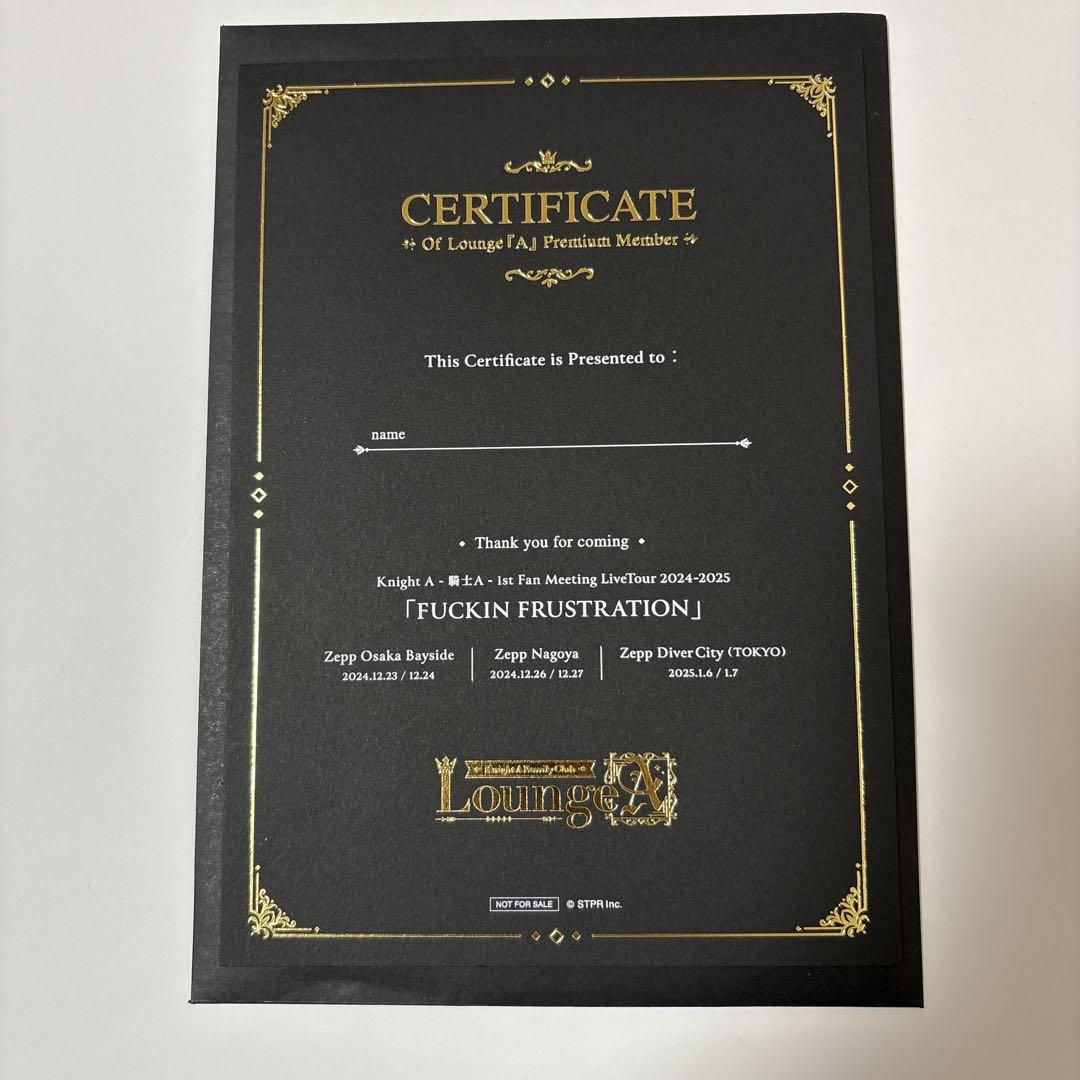 CERTIFICATE
Of Lounge『A』Premium Member
This Certificate is Presented to：
name
Thank you for coming
Knight A - 騎士A - 1st Fan Meeting LiveTour 2024-2025
「FUCKIN FRUSTRATION」
Zepp Osaka Bayside
2024.12.23 / 12.24
Zepp Nagoya
2024.12.26 / 12.27
Zepp DiverCity (TOKYO)
2025.1.6 / 1.7
Knight A Family Club
Lounge A
NOT FOR SALE © STPR Inc.